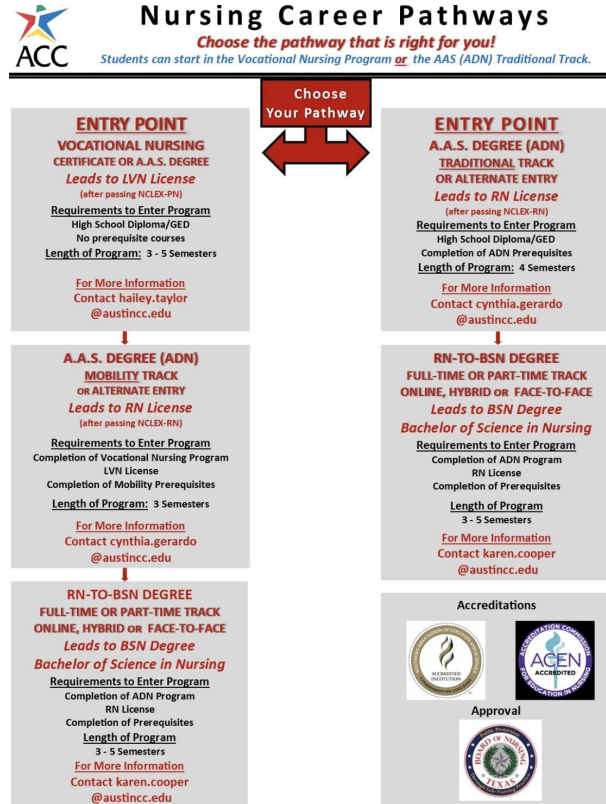 ACC
Nursing Career Pathways
Choose the pathway that is right for you!
Students can start in the Vocational Nursing Program or the AAS (ADN) Traditional Track.
Choose
Your Pathway
ENTRY POINT
VOCATIONAL NURSING
CERTIFICATE OR A.A.S. DEGREE
Leads to LVN License
(after passing NCLEX-PN)
Requirements to Enter Program
High School Diploma/GED
No prerequisite courses
Length of Program: 3 - 5 Semesters
For More Information
Contact hailey.taylor
@austincc.edu
A.A.S. DEGREE (ADN)
MOBILITY TRACK
OR ALTERNATE ENTRY
Leads to RN License
(after passing NCLEX-RN)
Requirements to Enter Program
Completion of Vocational Nursing Program
LVN License
Completion of Mobility Prerequisites
Length of Program: 3 Semesters
For More Information
Contact cynthia.gerardo
@austincc.edu
RN-TO-BSN DEGREE
FULL-TIME OR PART-TIME TRACK
ONLINE, HYBRID OR FACE-TO-FACE
Leads to BSN Degree
Bachelor of Science in Nursing
Requirements to Enter Program
Completion of ADN Program
RN License
Completion of Prerequisites
Length of Program
3 - 5 Semesters
For More Information
Contact karen.cooper
@austincc.edu
ENTRY POINT
A.A.S. DEGREE (ADN)
TRADITIONAL TRACK
OR ALTERNATE ENTRY
Leads to RN License
(after passing NCLEX-RN)
Requirements to Enter Program
High School Diploma/GED
Completion of ADN Prerequisites
Length of Program: 4 Semesters
For More Information
Contact cynthia.gerardo
@austincc.edu
RN-TO-BSN DEGREE
FULL-TIME OR PART-TIME TRACK
ONLINE, HYBRID OR FACE-TO-FACE
Leads to BSN Degree
Bachelor of Science in Nursing
Requirements to Enter Program
Completion of ADN Program
RN License
Completion of Prerequisites
Length of Program
3 - 5 Semesters
For More Information
Contact karen.cooper
@austincc.edu
Accreditations
ACCREDITED
INSTITUTION
ACCREDITATION COMMISSION
ACEN
ACCREDITED
FOR EDUCATION IN NURSING
Approval
BOARD OF NURSING
TEXAS